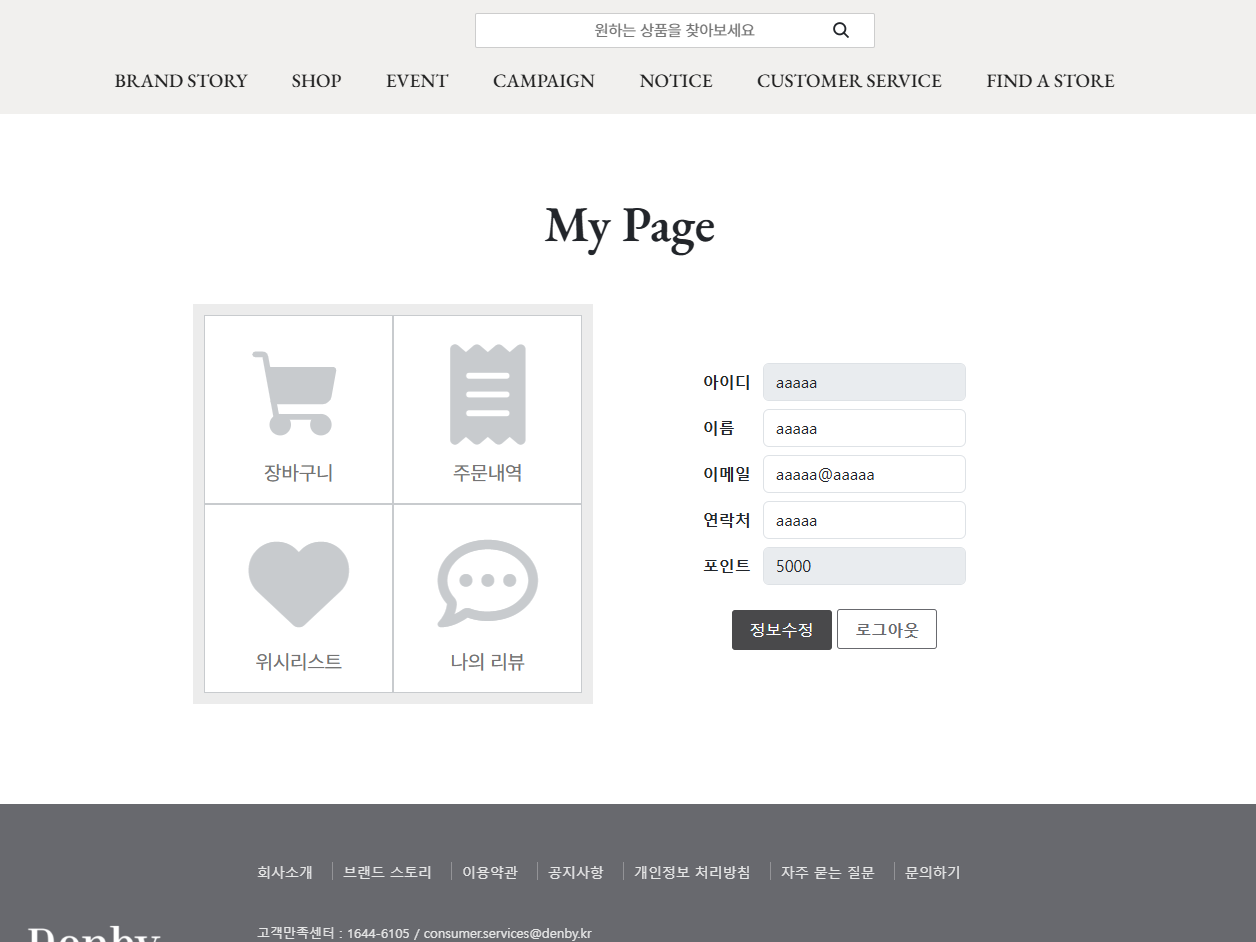 원하는 상품을 찾아보세요
BRAND STORY SHOP EVENT CAMPAIGN NOTICE CUSTOMER SERVICE FIND A STORE
My Page
장바구니 주문내역
위시리스트 나의 리뷰
아이디 aaaaa
이름 aaaaa
이메일 aaaaa@aaaaa
연락처 aaaaa
포인트 5000
정보수정 로그아웃
회사소개 브랜드 스토리 이용약관 공지사항 개인정보 처리방침 자주 묻는 질문 문의하기
Denby
고객만족센터 : 1644-6105 / consumer.services@denby.kr